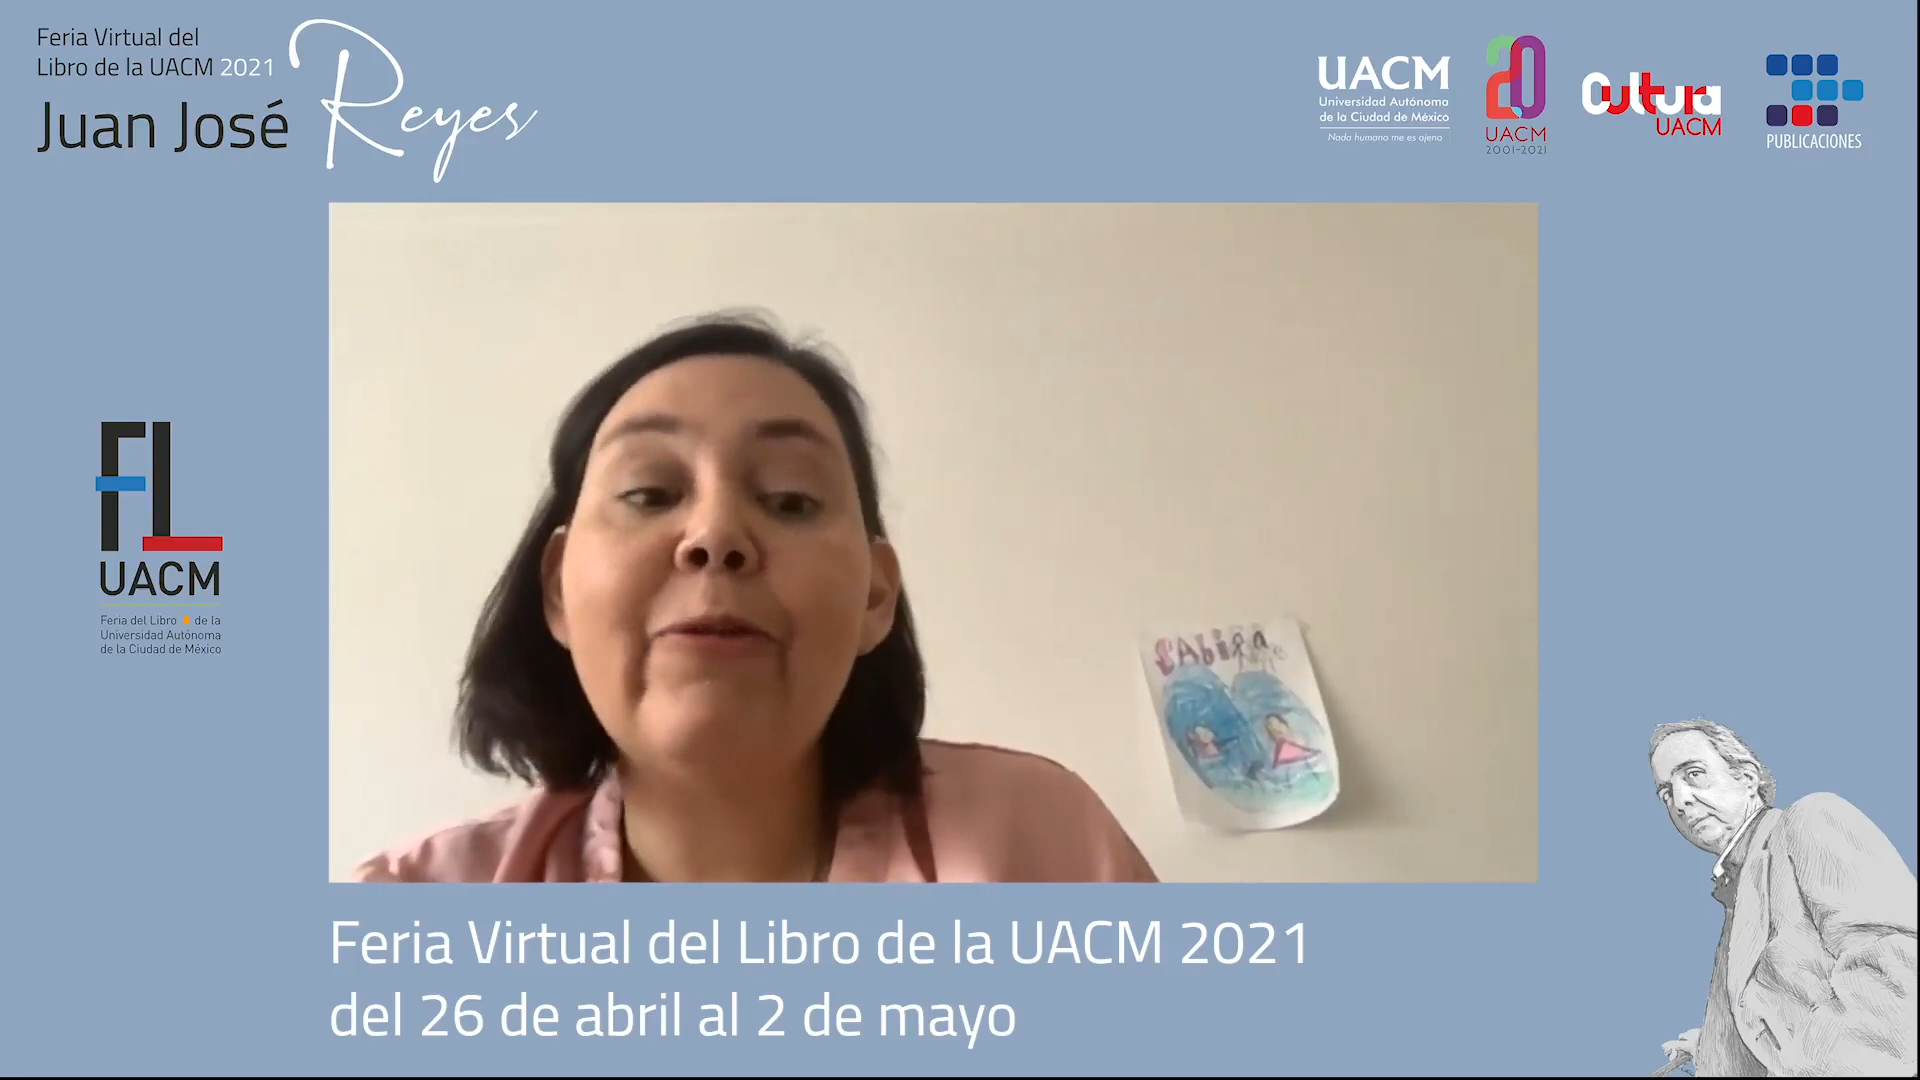 Feria Virtual del
Libro de la UACM 2021
Juan José Reyes
UACM
Universidad Autónoma
de la Ciudad de México
Nada humano me es ajeno
20
UACM
2001-2021
Cultura
UACM
PUBLICACIONES
FL
UACM
Feria del Libro de la
Universidad Autónoma
de la Ciudad de México
Feria Virtual del Libro de la UACM 2021
del 26 de abril al 2 de mayo